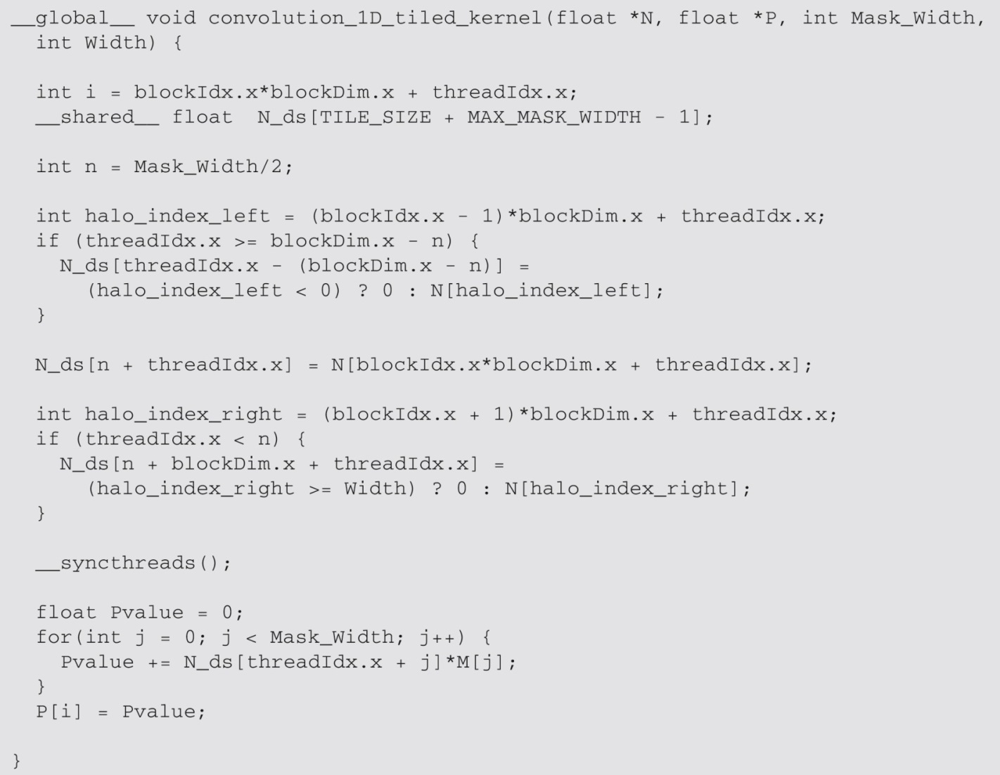 __global__ void convolution_1D_tiled_kernel(float *N, float *P, int Mask_Width,
  int Width) {

  int i = blockIdx.x*blockDim.x + threadIdx.x;
  __shared__ float  N_ds[TILE_SIZE + MAX_MASK_WIDTH - 1];

  int n = Mask_Width/2;

  int halo_index_left = (blockIdx.x - 1)*blockDim.x + threadIdx.x;
  if (threadIdx.x >= blockDim.x - n) {
    N_ds[threadIdx.x - (blockDim.x - n)] =
      (halo_index_left < 0) ? 0 : N[halo_index_left];
  }

  N_ds[n + threadIdx.x] = N[blockIdx.x*blockDim.x + threadIdx.x];

  int halo_index_right = (blockIdx.x + 1)*blockDim.x + threadIdx.x;
  if (threadIdx.x < n) {
    N_ds[n + blockDim.x + threadIdx.x] =
      (halo_index_right >= Width) ? 0 : N[halo_index_right];
  }

  __syncthreads();

  float Pvalue = 0;
  for(int j = 0; j < Mask_Width; j++) {
    Pvalue += N_ds[threadIdx.x + j]*M[j];
  }
  P[i] = Pvalue;

}